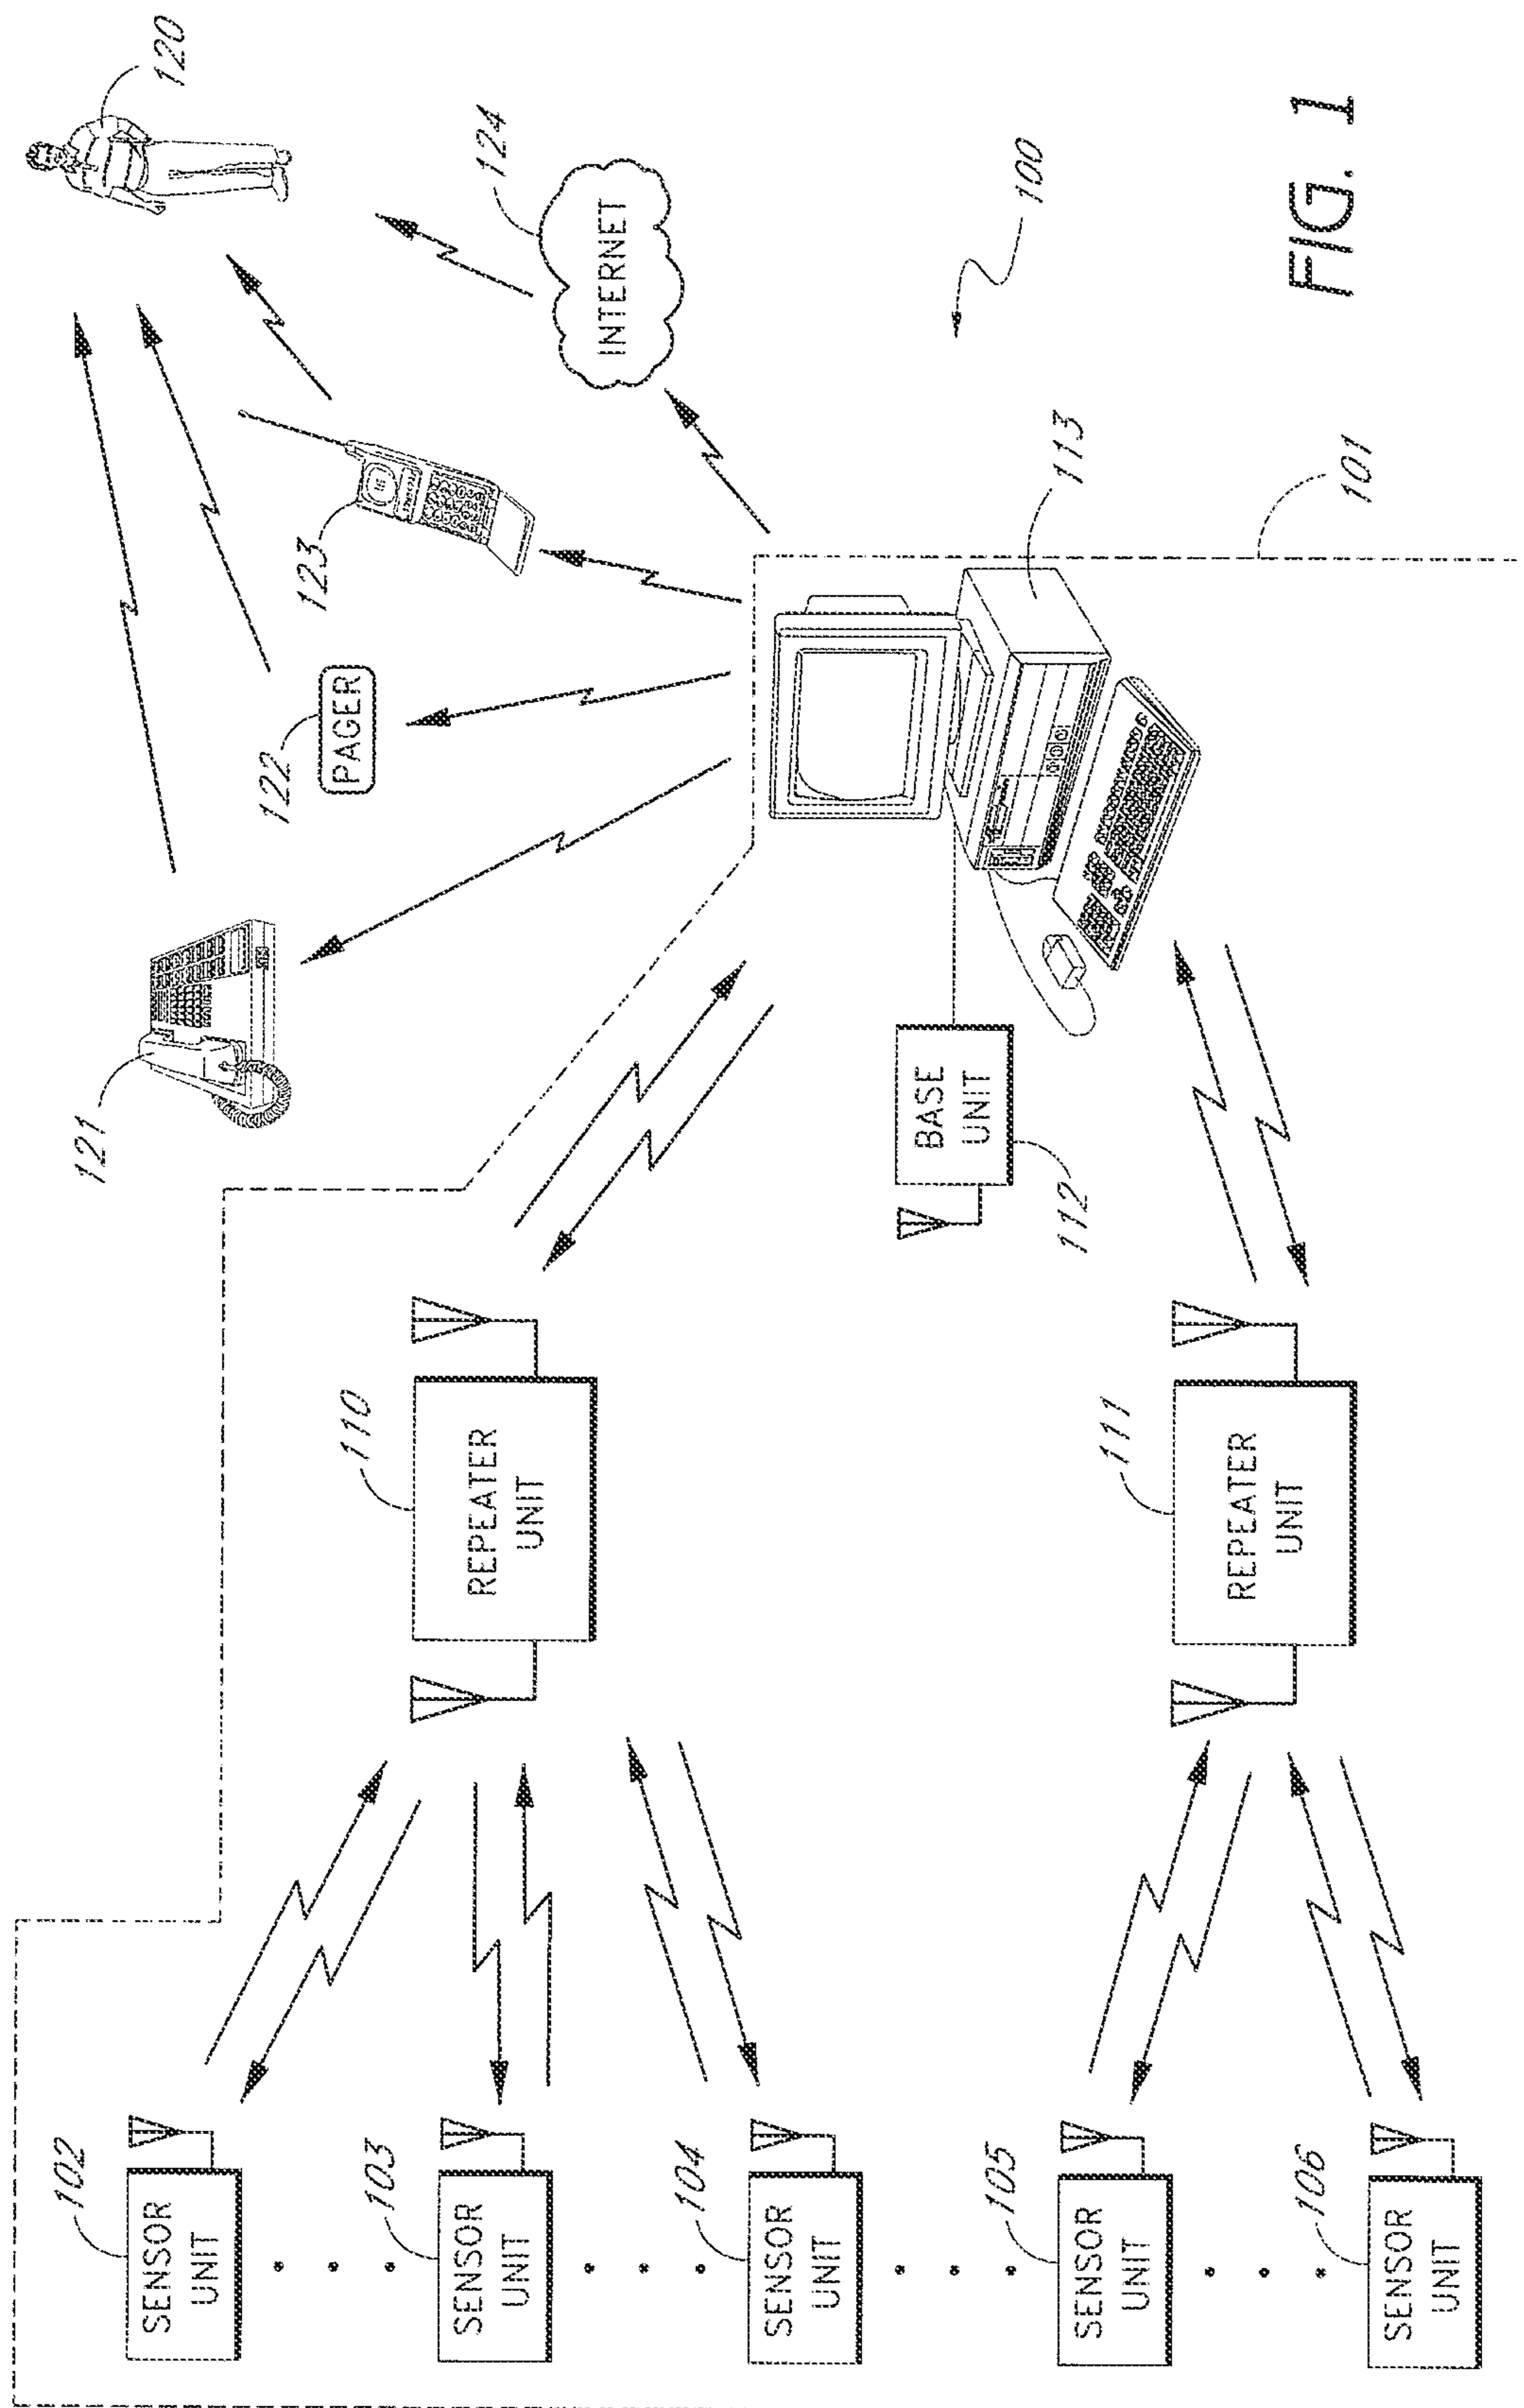 120
121
122
PAGER
123
124
INTERNET
100
FIG. 1
113
101
BASE
UNIT
112
110
REPEATER
UNIT
111
REPEATER
UNIT
102
SENSOR
UNIT
103
SENSOR
UNIT
104
SENSOR
UNIT
105
SENSOR
UNIT
106
SENSOR
UNIT